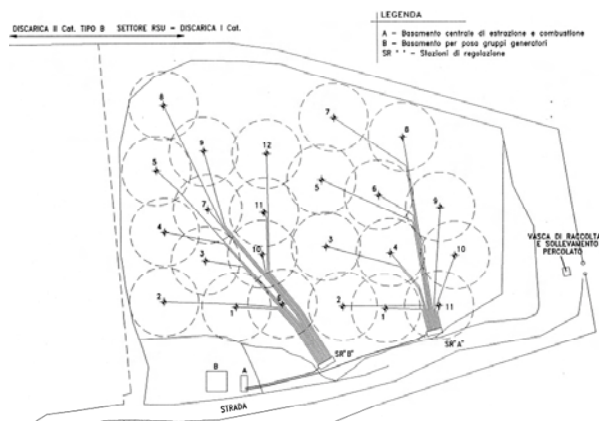 LEGENDA
DISCARICA II Cat. TIPO B SETTORE RSU - DISCARICA I Cat.
A - Basamento centrale di estrazione e combustione
B - Basamento per posa gruppi generatori
SR " " - Stazioni di regolazione
8
7
8
9
12
5
5
6
7
11
9
4
3
4
10
10
3
2
1
2
1
11
VASCA DI RACCOLTA
E SOLLEVAMENTO
PERCOLATO
SR"B"
SR"A"
B
A
STRADA